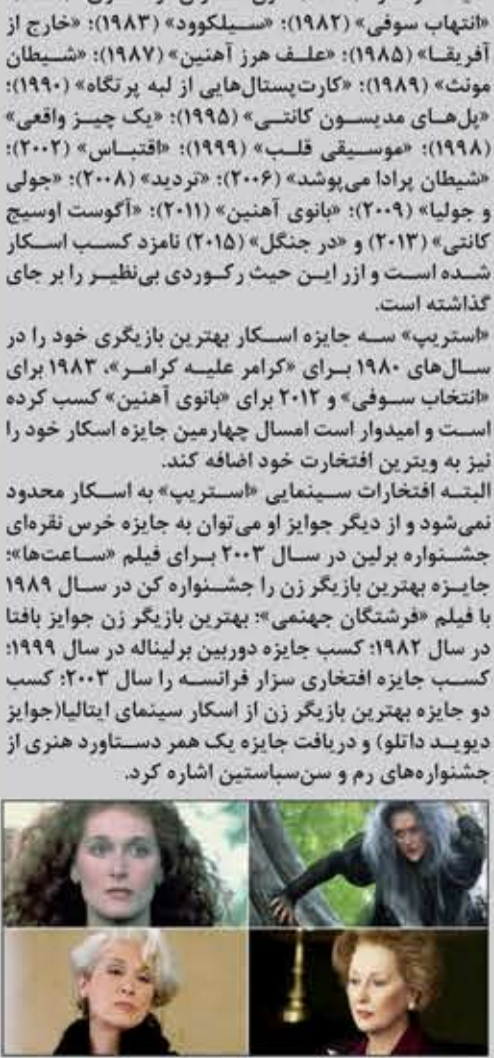 «انتهاب سوفی» (۱۹۸۲)؛ «سیلکوود» (۱۹۸۳)؛ «خارج از
آفریقا» (۱۹۸۵)؛ «علف هرز آهنین» (۱۹۸۷)؛ «شیطان
مونث» (۱۹۸۹)؛ «کارت‌پستال‌هایی از لبه پرتگاه» (۱۹۹۰)؛
«پل‌های مدیسون کانتی» (۱۹۹۵)؛ «یک چیز واقعی»
(۱۹۹۸)؛ «موسیقی قلب» (۱۹۹۹)؛ «اقتباس» (۲۰۰۲)؛
«شیطان پرادا می‌پوشد» (۲۰۰۶)؛ «تردید» (۲۰۰۸)؛ «جولی
و جولیا» (۲۰۰۹)؛ «بانوی آهنین» (۲۰۱۱)؛ «آگوست اوسیج
کانتی» (۲۰۱۳) و «در جنگل» (۲۰۱۵) نامزد کسب اسکار
شده است و ازر این حیث رکوردی بی‌نظیر را بر جای
گذاشته است.
«استریپ» سه جایزه اسکار بهترین بازیگری خود را در
سال‌های ۱۹۸۰ برای «کرامر علیه کرامر»، ۱۹۸۳ برای
«انتخاب سوفی» و ۲۰۱۲ برای «بانوی آهنین» کسب کرده
است و امیدوار است امسال چهارمین جایزه اسکار خود را
نیز به ویترین افتخارت خود اضافه کند.
البته افتخارات سینمایی «استریپ» به اسکار محدود
نمی‌شود و از دیگر جوایز او می‌توان به جایزه خرس نقره‌ای
جشنواره برلین در سال ۲۰۰۳ برای فیلم «ساعت‌ها»؛
جایزه بهترین بازیگر زن را جشنواره کن در سال ۱۹۸۹
با فیلم «فرشتگان جهنمی»؛ بهترین بازیگر زن جوایز بافتا
در سال ۱۹۸۲؛ کسب جایزه دوربین برلیناله در سال ۱۹۹۹؛
کسب جایزه افتخاری سزار فرانسه را سال ۲۰۰۳؛ کسب
دو جایزه بهترین بازیگر زن از اسکار سینمای ایتالیا(جوایز
دیوید داتلو) و دریافت جایزه یک همر دستاورد هنری از
جشنواره‌های رم و سن‌سباستین اشاره کرد.